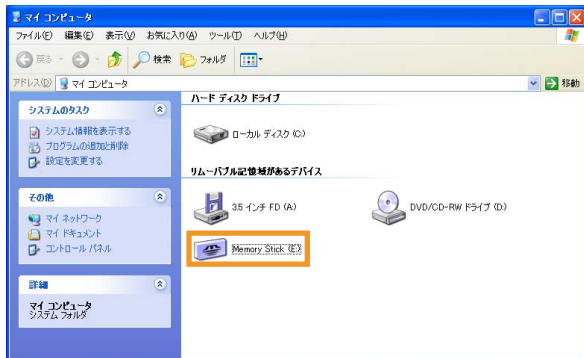 マイ コンピュータ
ファイル(F) 編集(E) 表示(V) お気に入り(A) ツール(T) ヘルプ(H)
戻る 検索 フォルダ
アドレス(D) マイ コンピュータ 移動
システムのタスク
システム情報を表示する
プログラムの追加と削除
設定を変更する
その他
マイ ネットワーク
マイ ドキュメント
コントロール パネル
詳細
マイ コンピュータ
システム フォルダ
ハード ディスク ドライブ
ローカル ディスク (C:)
リムーバブル記憶域があるデバイス
3.5 インチ FD (A:)
DVD/CD-RW ドライブ (D:)
Memory Stick (E:)